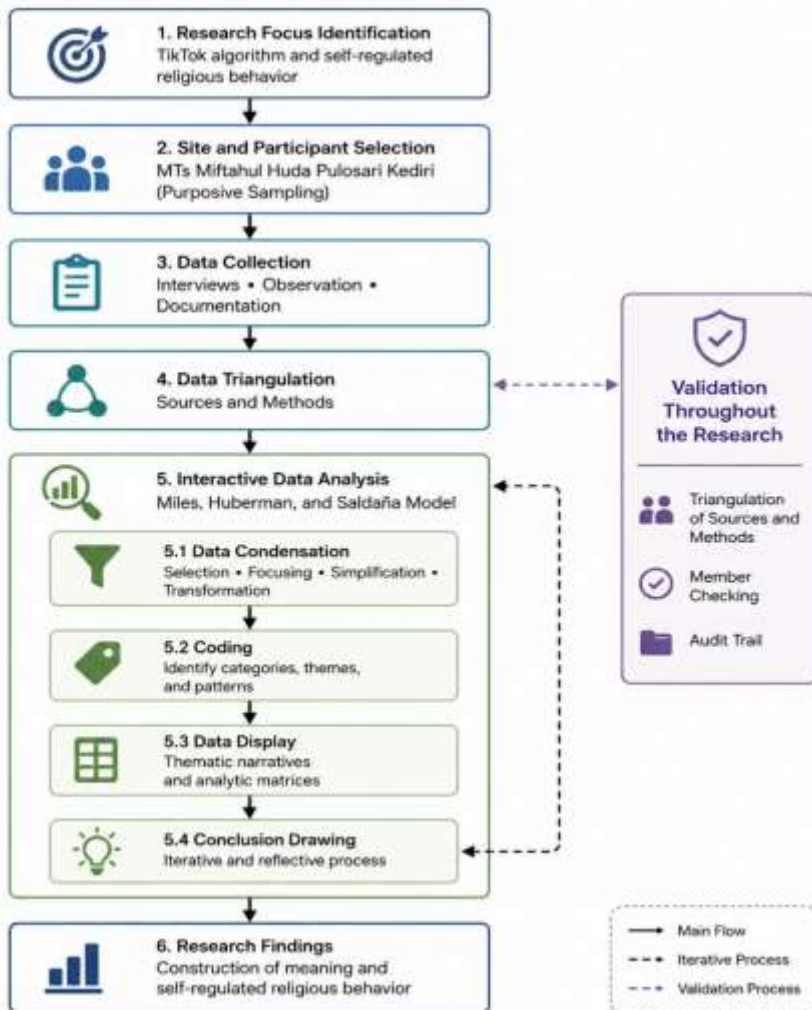 1. Research Focus Identification
TikTok algorithm and self-regulated
religious behavior
2. Site and Participant Selection
MTs Miftahul Huda Pulosari Kediri
(Purposive Sampling)
3. Data Collection
Interviews • Observation •
Documentation
4. Data Triangulation
Sources and Methods
5. Interactive Data Analysis
Miles, Huberman, and Saldaña Model
5.1 Data Condensation
Selection • Focusing • Simplification •
Transformation
5.2 Coding
Identify categories, themes,
and patterns
5.3 Data Display
Thematic narratives
and analytic matrices
5.4 Conclusion Drawing
Iterative and reflective process
6. Research Findings
Construction of meaning and
self-regulated religious behavior
Validation
Throughout
the Research
Triangulation
of Sources and
Methods
Member
Checking
Audit Trail
Main Flow
Iterative Process
Validation Process